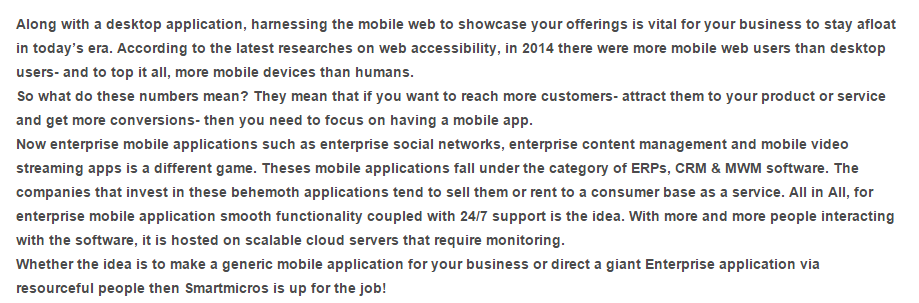 Along with a desktop application, harnessing the mobile web to showcase your offerings is vital for your business to stay afloat
in today’s era. According to the latest researches on web accessibility, in 2014 there were more mobile web users than desktop
users- and to top it all, more mobile devices than humans.
So what do these numbers mean? They mean that if you want to reach more customers- attract them to your product or service
and get more conversions- then you need to focus on having a mobile app.
Now enterprise mobile applications such as enterprise social networks, enterprise content management and mobile video
streaming apps is a different game. Theses mobile applications fall under the category of ERPs, CRM & MWM software. The
companies that invest in these behemoth applications tend to sell them or rent to a consumer base as a service. All in All, for
enterprise mobile application smooth functionality coupled with 24/7 support is the idea. With more and more people interacting
with the software, it is hosted on scalable cloud servers that require monitoring.
Whether the idea is to make a generic mobile application for your business or direct a giant Enterprise application via
resourceful people then Smartmicros is up for the job!